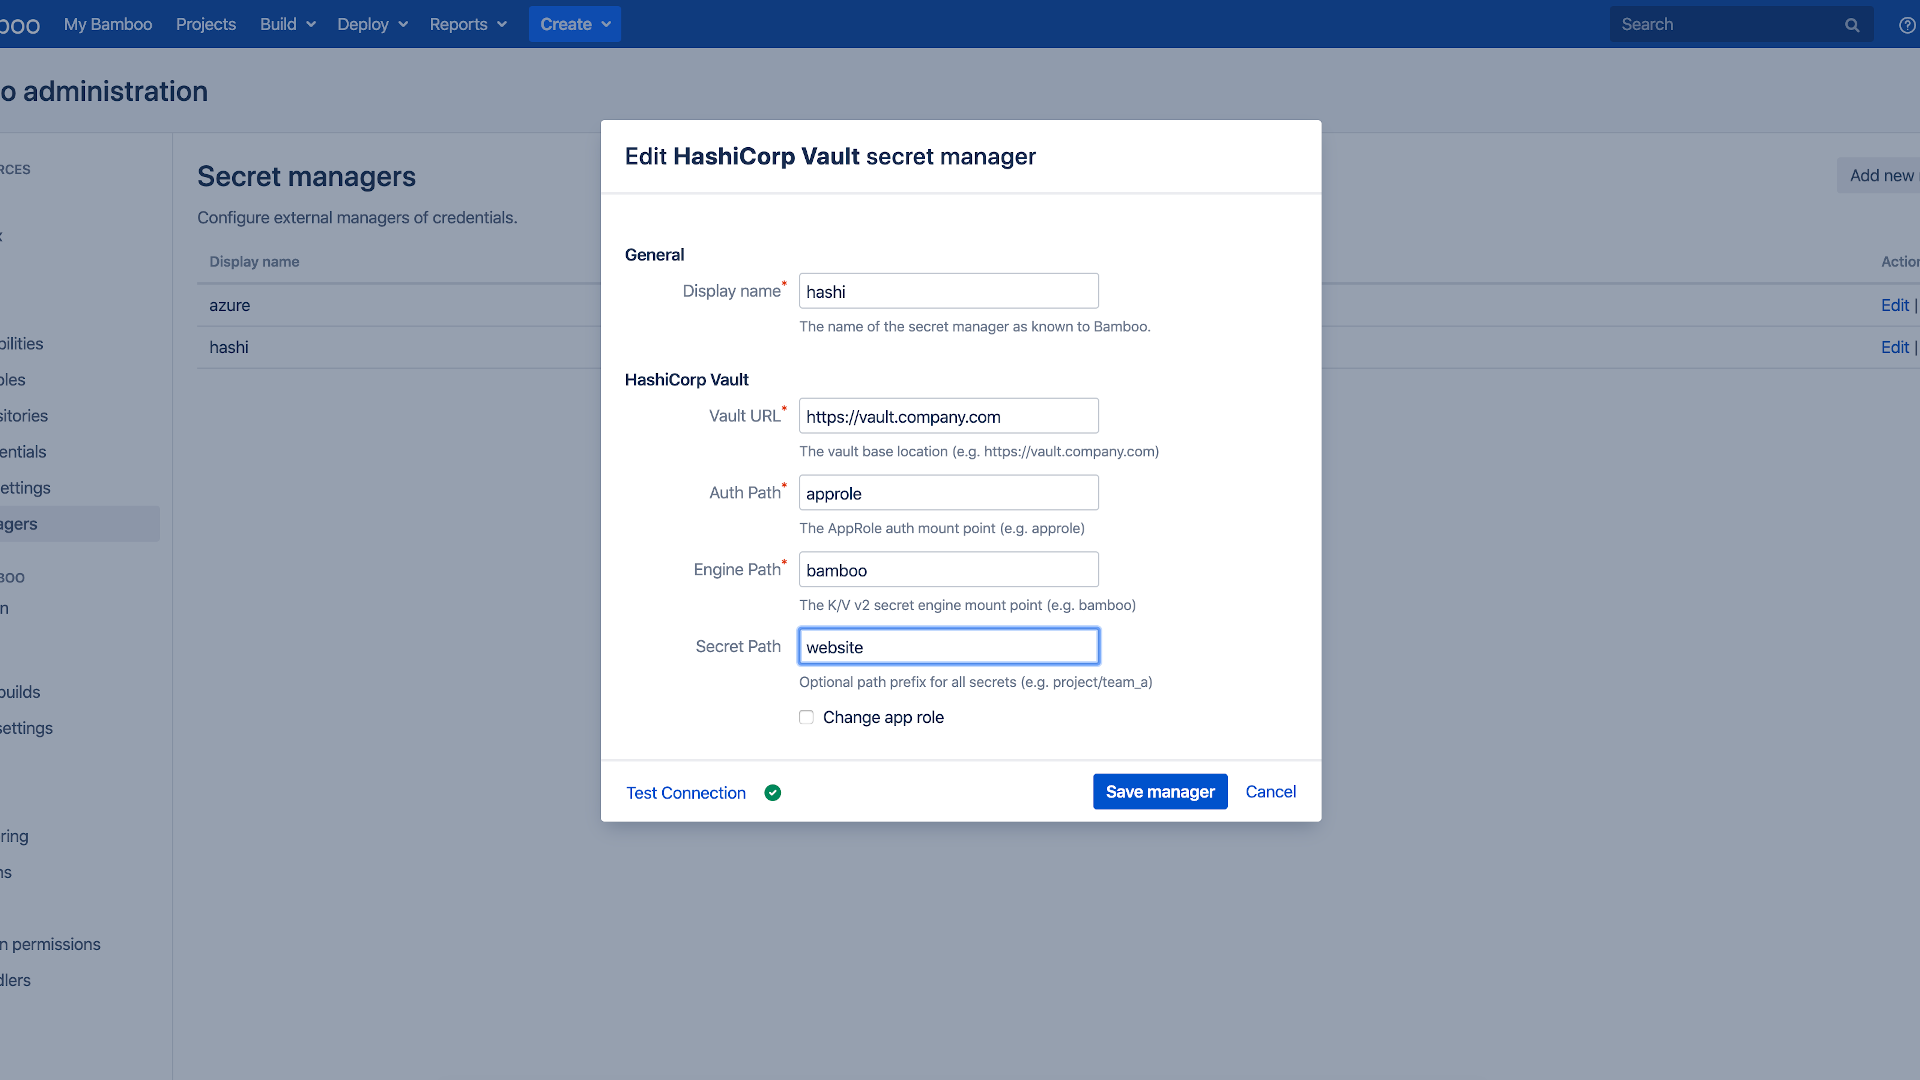 boo My Bamboo Projects Build Deploy Reports Create Search
o administration
RCES
Secret managers
Add new
Configure external managers of credentials.
Display name
Action
azure
Edit |
hashi
Edit |
bilities
bles
sitories
entials
ettings
agers
BOO
n
builds
settings
ring
ns
n permissions
dlers
Edit HashiCorp Vault secret manager
General
Display name* hashi
The name of the secret manager as known to Bamboo.
HashiCorp Vault
Vault URL* https://vault.company.com
The vault base location (e.g. https://vault.company.com)
Auth Path* approle
The AppRole auth mount point (e.g. approle)
Engine Path* bamboo
The K/V v2 secret engine mount point (e.g. bamboo)
Secret Path website
Optional path prefix for all secrets (e.g. project/team_a)
Change app role
Test Connection Save manager Cancel